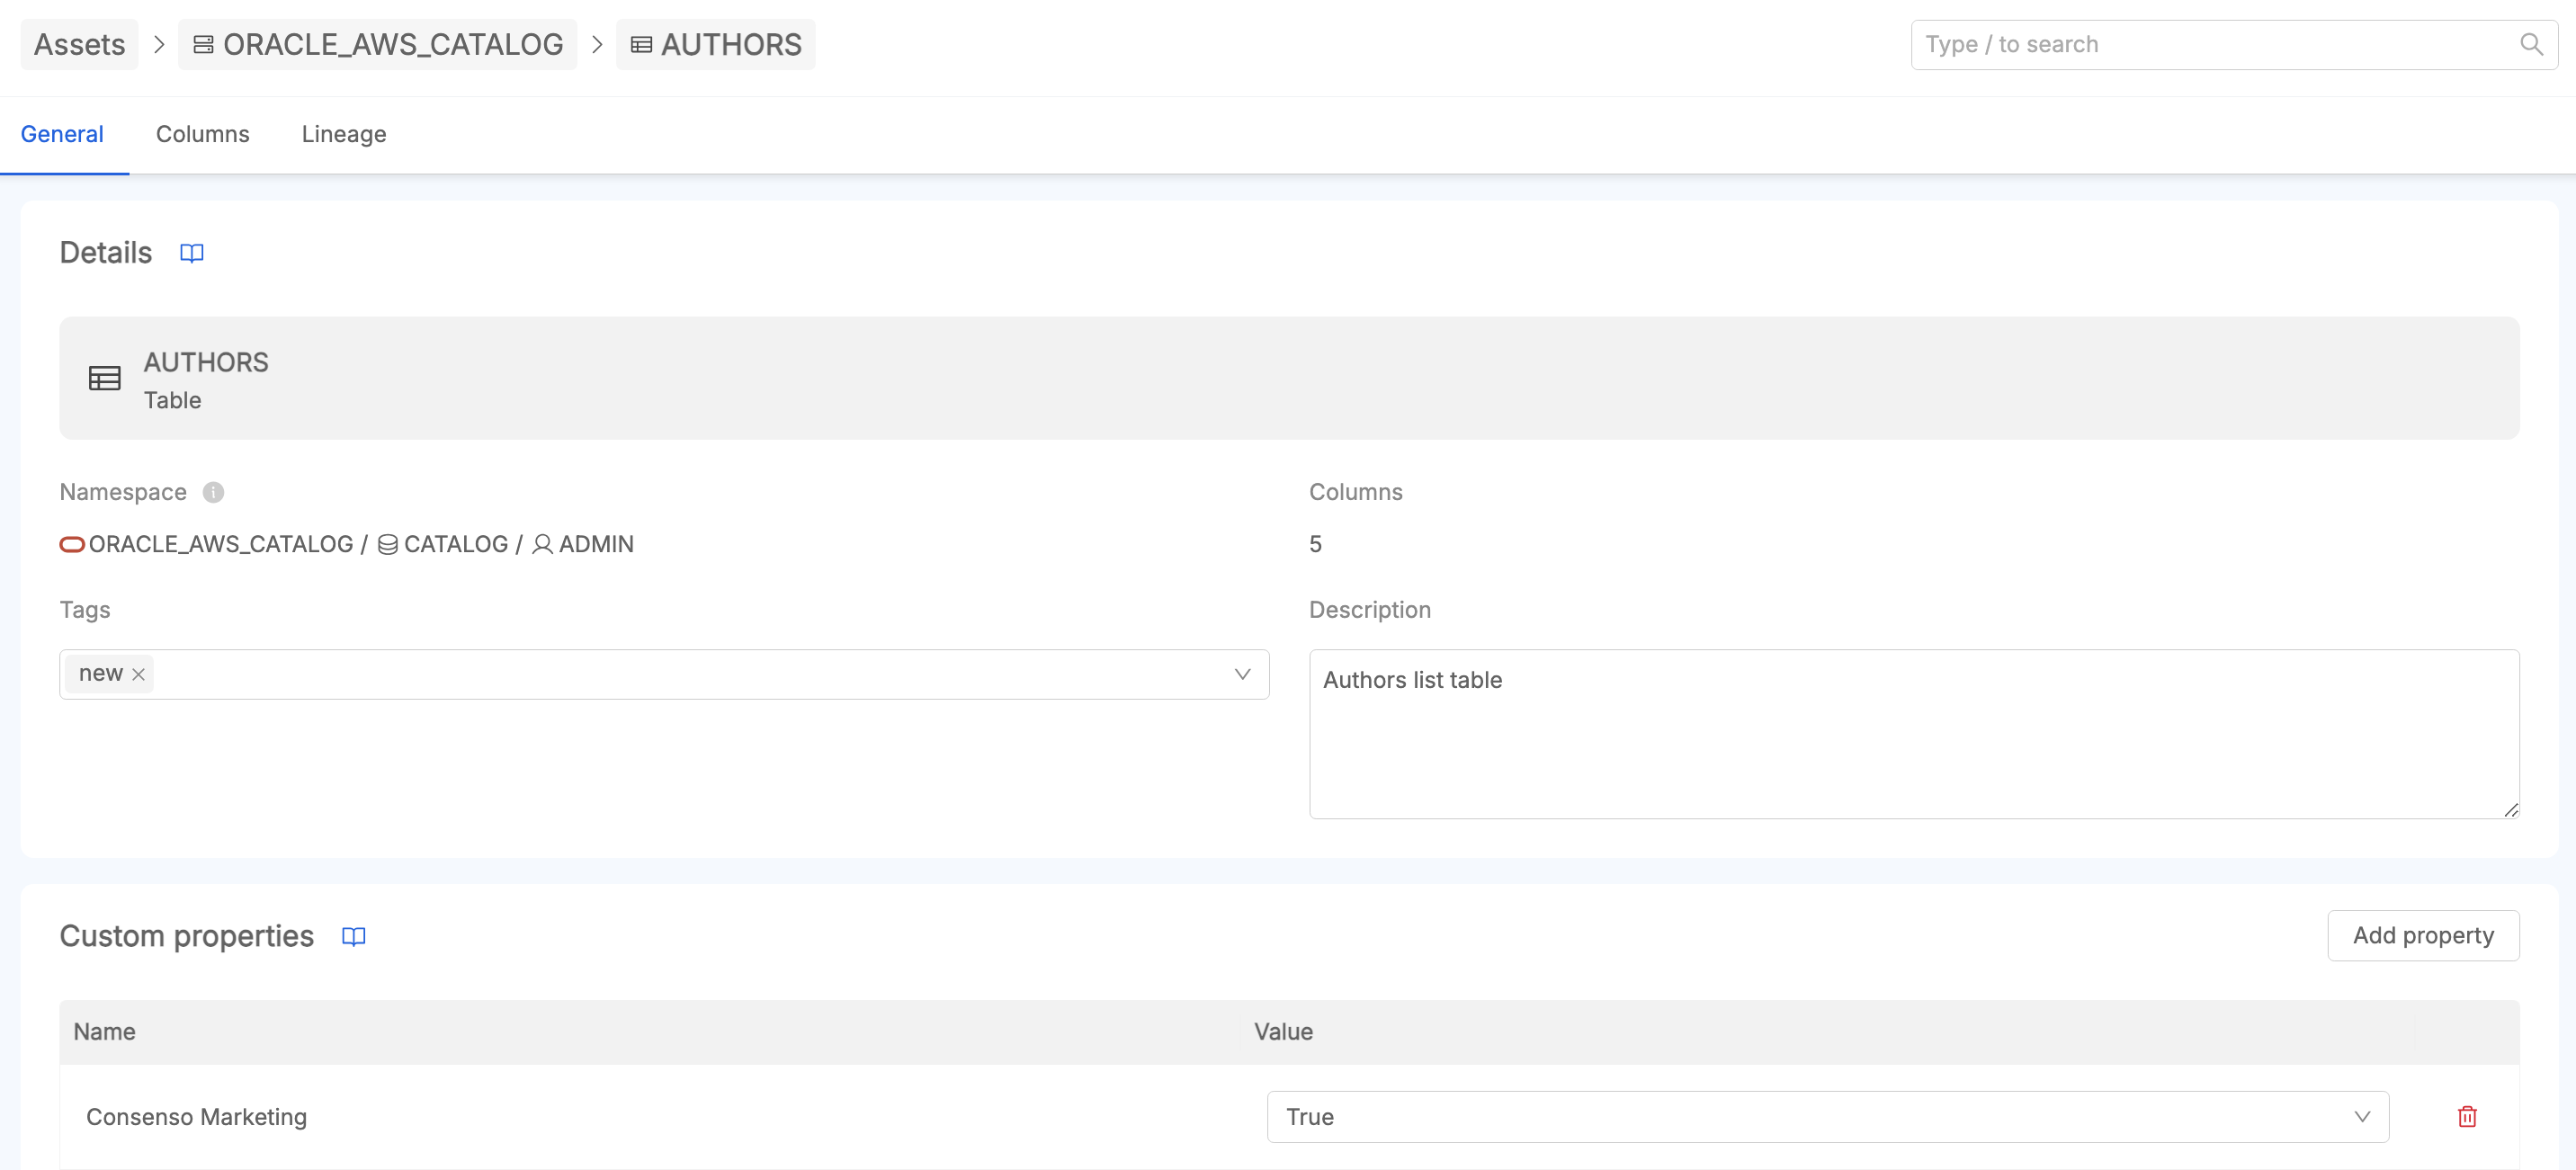 Assets > ORACLE_AWS_CATALOG > AUTHORS
Type / to search
General Columns Lineage
Details
AUTHORS
Table
Namespace
Columns
ORACLE_AWS_CATALOG / CATALOG / ADMIN
5
Tags
Description
new
Authors list table
Custom properties
Add property
Name Value
Consenso Marketing True